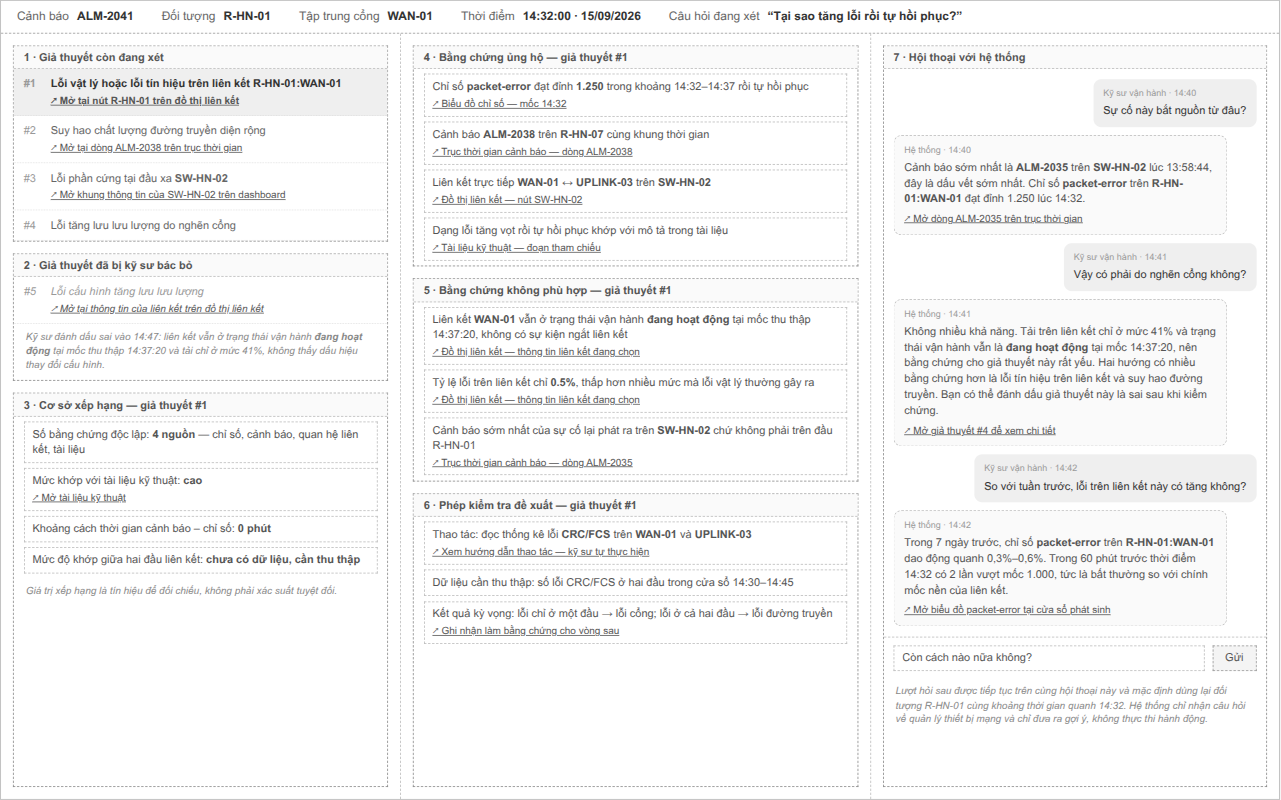 Cảnh báo ALM-2041 Đối tượng R-HN-01 Tập trung cổng WAN-01 Thời điểm 14:32:00 · 15/09/2026 Câu hỏi đang xét “Tại sao tăng lỗi rồi tự hồi phục?”
1 · Giả thuyết còn đang xét
#1 Lỗi vật lý hoặc lỗi tín hiệu trên liên kết R-HN-01:WAN-01
↗ Mở tại nút R-HN-01 trên đồ thị liên kết
#2 Suy hao chất lượng đường truyền diện rộng
↗ Mở tại dòng ALM-2038 trên trục thời gian
#3 Lỗi phần cứng tại đầu xa SW-HN-02
↗ Mở khung thông tin của SW-HN-02 trên dashboard
#4 Lỗi tăng lưu lưu lượng do nghẽn cổng
2 · Giả thuyết đã bị kỹ sư bác bỏ
#5 Lỗi cấu hình tăng lưu lưu lượng
↗ Mở tại thông tin của liên kết trên đồ thị liên kết
Kỹ sư đánh dấu sai vào 14:47: liên kết vẫn ở trạng thái vận hành đang hoạt
động tại mốc thu thập 14:37:20 và tải chỉ ở mức 41%, không thấy dấu hiệu
thay đổi cấu hình.
3 · Cơ sở xếp hạng — giả thuyết #1
Số bằng chứng độc lập: 4 nguồn — chỉ số, cảnh báo, quan hệ liên
kết, tài liệu
Mức khớp với tài liệu kỹ thuật: cao
↗ Mở tài liệu kỹ thuật
Khoảng cách thời gian cảnh báo – chỉ số: 0 phút
Mức độ khớp giữa hai đầu liên kết: chưa có dữ liệu, cần thu thập
Giá trị xếp hạng là tín hiệu để đối chiếu, không phải xác suất tuyệt đối.
4 · Bằng chứng ủng hộ — giả thuyết #1
Chỉ số packet-error đạt đỉnh 1.250 trong khoảng 14:32–14:37 rồi tự hồi phục
↗ Biểu đồ chỉ số — mốc 14:32
Cảnh báo ALM-2038 trên R-HN-07 cùng khung thời gian
↗ Trục thời gian cảnh báo — dòng ALM-2038
Liên kết trực tiếp WAN-01 ↔ UPLINK-03 trên SW-HN-02
↗ Đồ thị liên kết — nút SW-HN-02
Dạng lỗi tăng vọt rồi tự hồi phục khớp với mô tả trong tài liệu
↗ Tài liệu kỹ thuật — đoạn tham chiếu
5 · Bằng chứng không phù hợp — giả thuyết #1
Liên kết WAN-01 vẫn ở trạng thái vận hành đang hoạt động tại mốc thu thập
14:37:20, không có sự kiện ngắt liên kết
↗ Đồ thị liên kết — thông tin liên kết đang chọn
Tỷ lệ lỗi trên liên kết chỉ 0.5%, thấp hơn nhiều mức mà lỗi vật lý thường gây ra
↗ Đồ thị liên kết — thông tin liên kết đang chọn
Cảnh báo sớm nhất của sự cố lại phát ra trên SW-HN-02 chứ không phải trên đầu
R-HN-01
↗ Trục thời gian cảnh báo — dòng ALM-2035
6 · Phép kiểm tra đề xuất — giả thuyết #1
Thao tác: đọc thống kê lỗi CRC/FCS trên WAN-01 và UPLINK-03
↗ Xem hướng dẫn thao tác — kỹ sư tự thực hiện
Dữ liệu cần thu thập: số lỗi CRC/FCS ở hai đầu trong cửa sổ 14:30–14:45
Kết quả kỳ vọng: lỗi chỉ ở một đầu → lỗi cổng; lỗi ở cả hai đầu → lỗi đường truyền
↗ Ghi nhận làm bằng chứng cho vòng sau
7 · Hội thoại với hệ thống
Kỹ sư vận hành · 14:40
Sự cố này bắt nguồn từ đâu?
Hệ thống · 14:40
Cảnh báo sớm nhất là ALM-2035 trên SW-HN-02 lúc 13:58:44,
đây là dấu vết sớm nhất. Chỉ số packet-error trên R-HN-
01:WAN-01 đạt đỉnh 1.250 lúc 14:32.
↗ Mở dòng ALM-2035 trên trục thời gian
Kỹ sư vận hành · 14:41
Vậy có phải do nghẽn cổng không?
Hệ thống · 14:41
Không nhiều khả năng. Tải trên liên kết chỉ ở mức 41% và trạng
thái vận hành vẫn là đang hoạt động tại mốc 14:37:20, nên
bằng chứng cho giả thuyết này rất yếu. Hai hướng có nhiều
bằng chứng hơn là lỗi tín hiệu trên liên kết và suy hao đường
truyền. Bạn có thể đánh dấu giả thuyết này là sai sau khi kiểm
chứng.
↗ Mở giả thuyết #4 để xem chi tiết
Kỹ sư vận hành · 14:42
So với tuần trước, lỗi trên liên kết này có tăng không?
Hệ thống · 14:42
Trong 7 ngày trước, chỉ số packet-error trên R-HN-01:WAN-01
dao động quanh 0,3%–0,6%. Trong 60 phút trước thời điểm
14:32 có 2 lần vượt mốc 1.000, tức là bất thường so với chính
mốc nền của liên kết.
↗ Mở biểu đồ packet-error tại cửa sổ phát sinh
Còn cách nào nữa không?
Gửi
Lượt hỏi sau được tiếp tục trên cùng hội thoại này và mặc định dùng lại đối
tượng R-HN-01 cùng khoảng thời gian quanh 14:32. Hệ thống chỉ nhận câu hỏi
về quản lý thiết bị mạng và chỉ đưa ra gợi ý, không thực thi hành động.